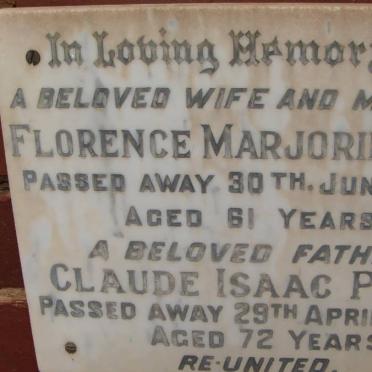 In Loving Memory
A BELOVED WIFE AND M
FLORENCE MARJORI
PASSED AWAY 30TH. JUN
AGED 61 YEARS
A BELOVED FATH
CLAUDE ISAAC P
PASSED AWAY 29TH APRI
AGED 72 YEARS
RE-UNITED.